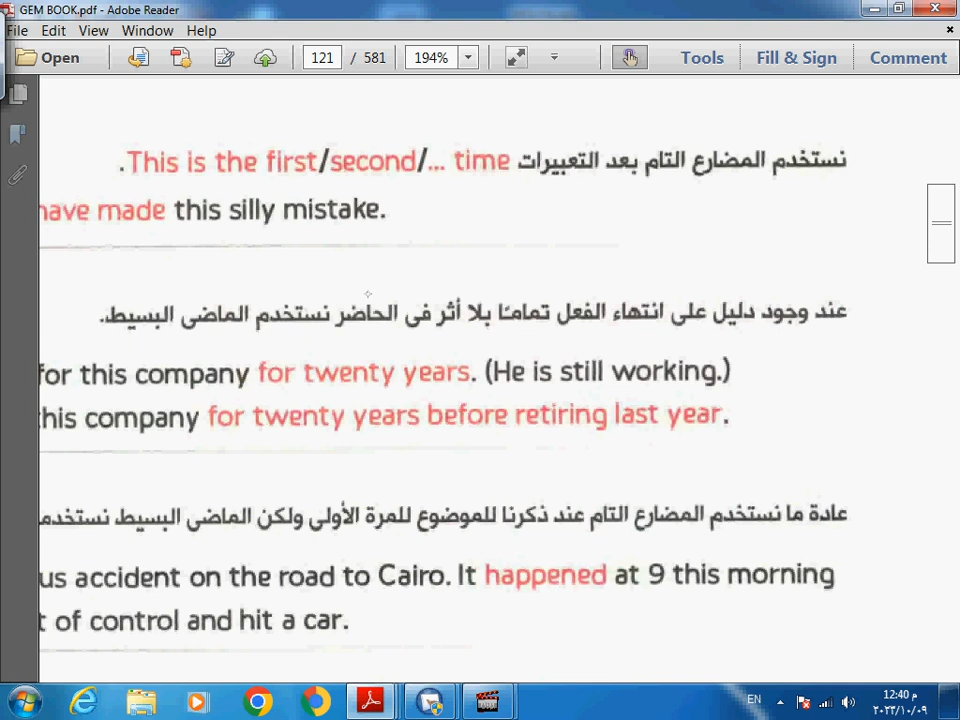 GEM BOOK.pdf - Adobe Reader
File Edit View Window Help
Open 121 / 581 194% Tools Fill & Sign Comment
نستخدم المضارع التام بعد التعبيرات This is the first/second/... time.
have made this silly mistake.
عند وجود دليل على انتهاء الفعل تمامًا بلا أثر فى الحاضر نستخدم الماضى البسيط.
for this company for twenty years. (He is still working.)
this company for twenty years before retiring last year.
عادة ما نستخدم المضارع التام عند ذكرنا للموضوع للمرة الأولى ولكن الماضى البسيط نستخدم
us accident on the road to Cairo. It happened at 9 this morning
t of control and hit a car.
EN
12:40 م
٢٠٢٣/١٠/٠٩